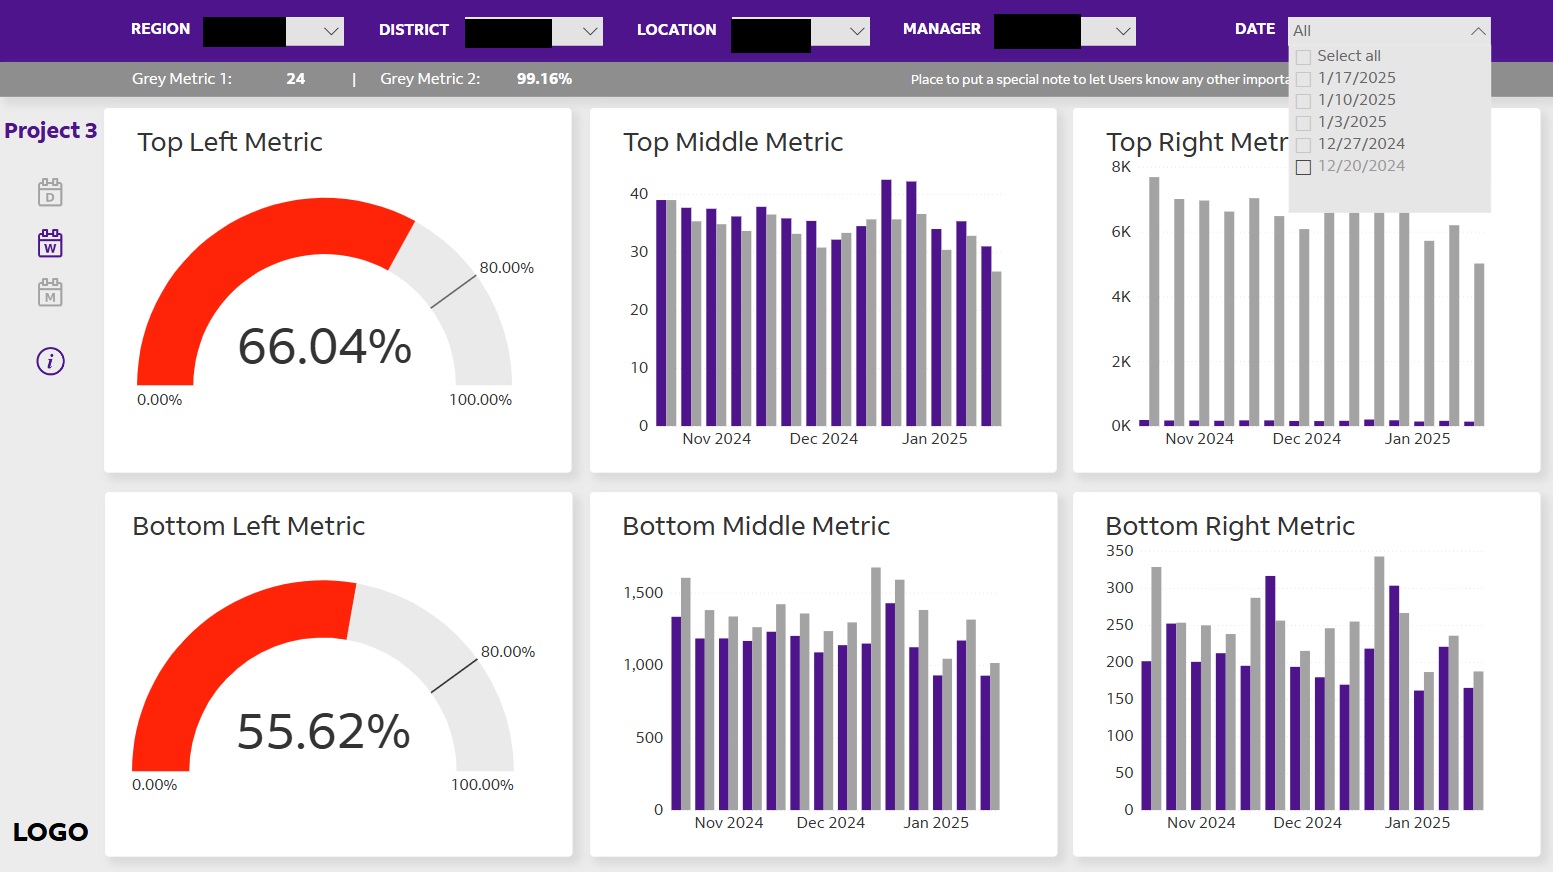 REGION DISTRICT LOCATION MANAGER DATE All
Select all
1/17/2025
1/10/2025
1/3/2025
12/27/2024
12/20/2024
Grey Metric 1: 24 | Grey Metric 2: 99.16% Place to put a special note to let Users know any other importa
Project 3
D
W
M
i
LOGO
Top Left Metric
80.00%
66.04%
0.00% 100.00%
Top Middle Metric
40
30
20
10
0
Nov 2024 Dec 2024 Jan 2025
Top Right Metr
8K
6K
4K
2K
0K
Nov 2024 Dec 2024 Jan 2025
Bottom Left Metric
80.00%
55.62%
0.00% 100.00%
Bottom Middle Metric
1,500
1,000
500
0
Nov 2024 Dec 2024 Jan 2025
Bottom Right Metric
350
300
250
200
150
100
50
0
Nov 2024 Dec 2024 Jan 2025